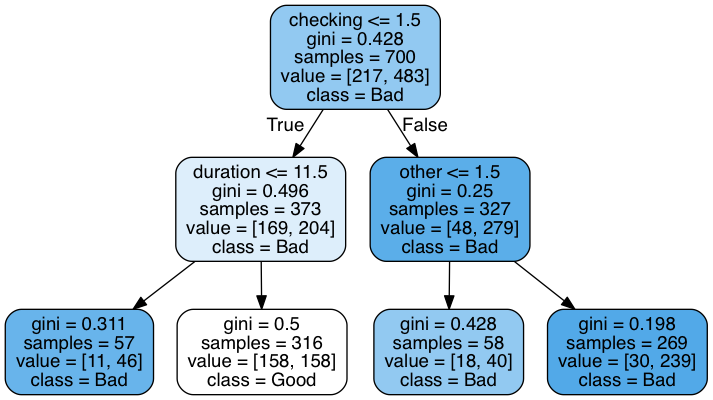 checking <= 1.5
gini = 0.428
samples = 700
value = [217, 483]
class = Bad
True
False
duration <= 11.5
gini = 0.496
samples = 373
value = [169, 204]
class = Bad
other <= 1.5
gini = 0.25
samples = 327
value = [48, 279]
class = Bad
gini = 0.311
samples = 57
value = [11, 46]
class = Bad
gini = 0.5
samples = 316
value = [158, 158]
class = Good
gini = 0.428
samples = 58
value = [18, 40]
class = Bad
gini = 0.198
samples = 269
value = [30, 239]
class = Bad